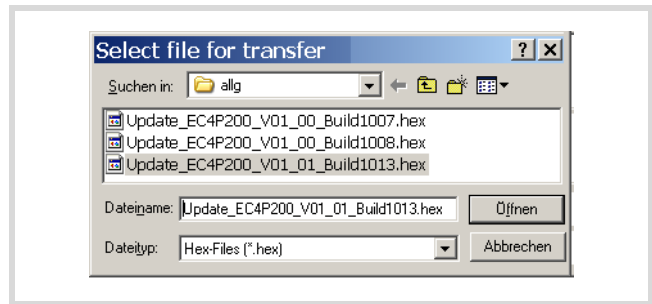 Select file for transfer
Suchen in: allg
Update_EC4P200_V01_00_Build1007.hex
Update_EC4P200_V01_00_Build1008.hex
Update_EC4P200_V01_01_Build1013.hex
Dateiname: Update_EC4P200_V01_01_Build1013.hex Öffnen
Dateityp: Hex-Files (*.hex) Abbrechen